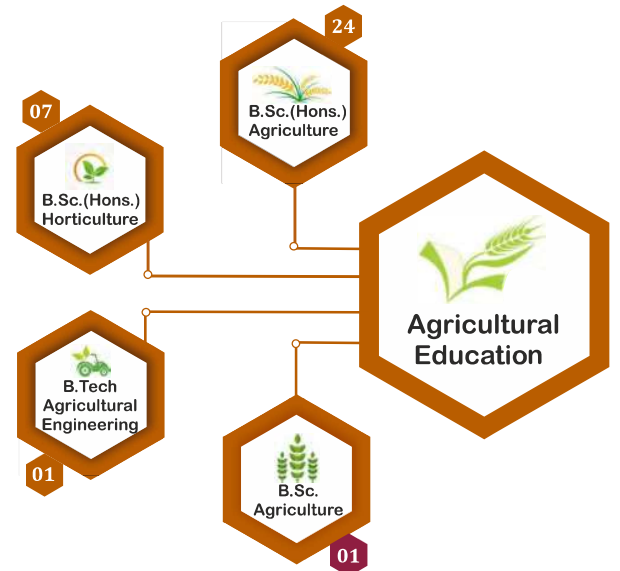 24
B.Sc.(Hons.)
Agriculture
07
B.Sc.(Hons.)
Horticulture
Agricultural
Education
B.Tech
Agricultural
Engineering
01
B.Sc.
Agriculture
01